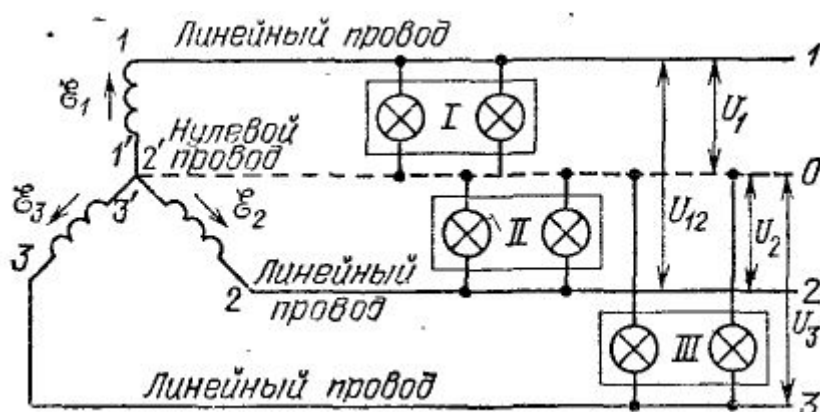 1 Линейный провод 1
ℰ₁ I U₁
1' 2' Нулевой провод 0
ℰ₃ 3' ℰ₂ II U₁₂ U₂
3 2 Линейный провод 2
III U₃
Линейный провод 3